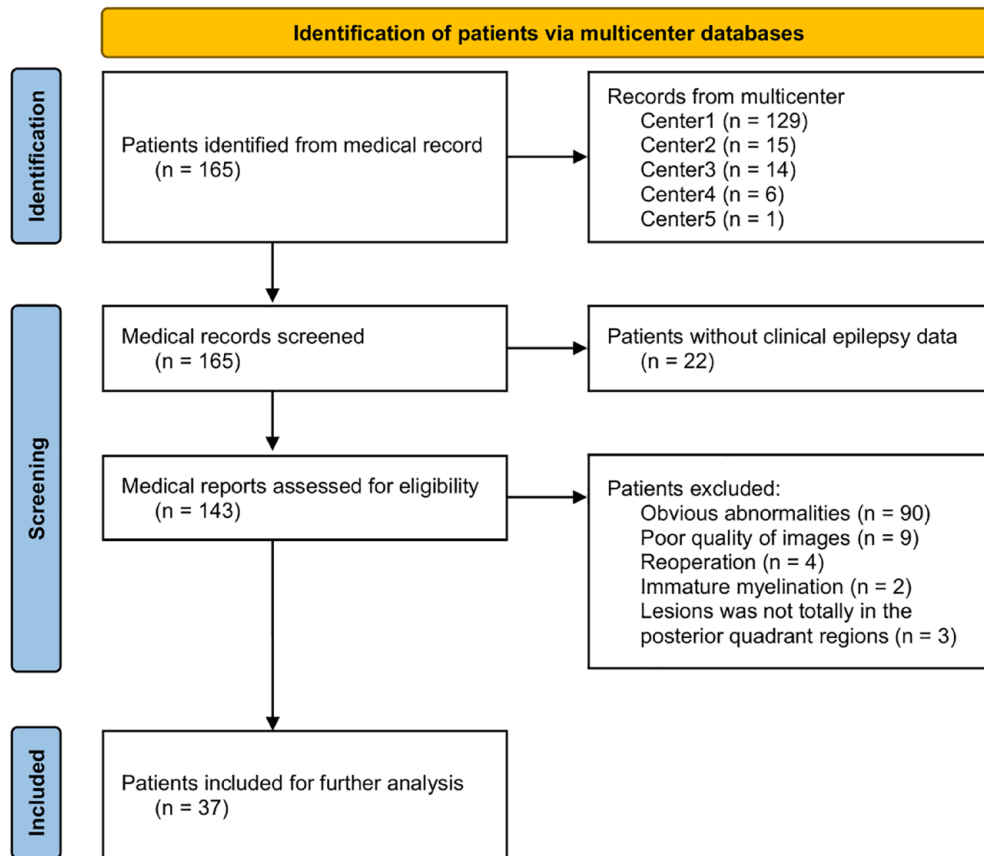 Identification of patients via multicenter databases
Identification
Patients identified from medical record
(n = 165)
Records from multicenter
Center1 (n = 129)
Center2 (n = 15)
Center3 (n = 14)
Center4 (n = 6)
Center5 (n = 1)
Screening
Medical records screened
(n = 165)
Patients without clinical epilepsy data
(n = 22)
Medical reports assessed for eligibility
(n = 143)
Patients excluded:
Obvious abnormalities (n = 90)
Poor quality of images (n = 9)
Reoperation (n = 4)
Immature myelination (n = 2)
Lesions was not totally in the
posterior quadrant regions (n = 3)
Included
Patients included for further analysis
(n = 37)